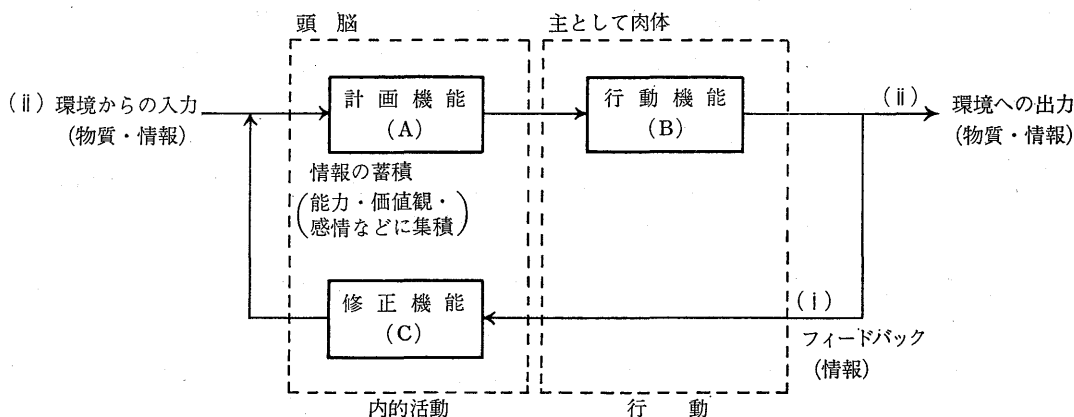 頭 脳
主として肉体
(ii) 環境からの入力
(物質・情報)
計 画 機 能
(A)
行 動 機 能
(B)
(ii)
環境への出力
(物質・情報)
情報の蓄積
(能力・価値観・
感情などに集積)
修 正 機 能
(C)
(i)
フィードバック
(情報)
内的活動
行 動